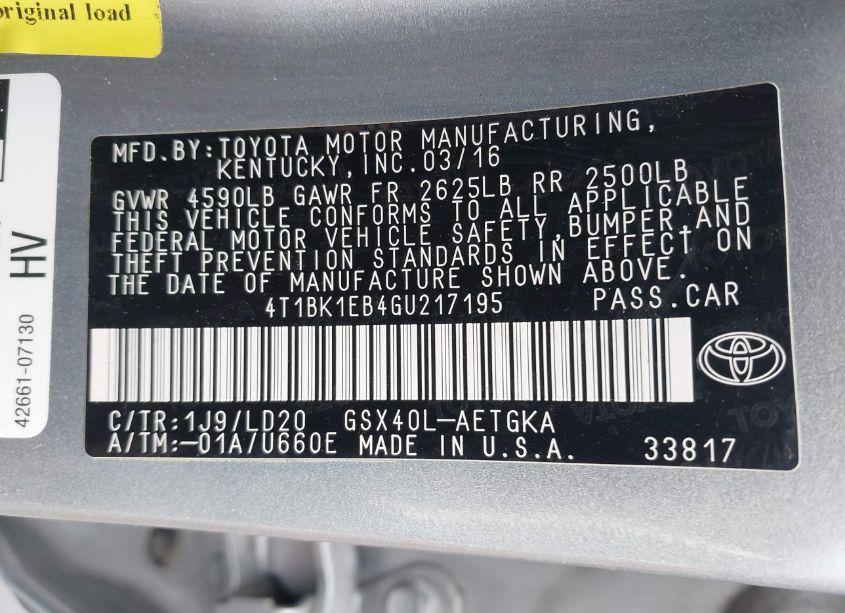 original load
HV
42661-07130
MFD.BY:TOYOTA MOTOR MANUFACTURING,
KENTUCKY,INC.03/16
GVWR 4590LB GAWR FR 2625LB RR 2500LB
THIS VEHICLE CONFORMS TO ALL APPLICABLE
FEDERAL MOTOR VEHICLE SAFETY,BUMPER,AND
THEFT PREVENTION STANDARDS IN EFFECT ON
THE DATE OF MANUFACTURE SHOWN ABOVE.
4T1BK1EB4GU217195 PASS.CAR
C/TR:1J9/LD20 GSX40L-AETGKA
A/TM:-01A/U660E MADE IN U.S.A. 33817